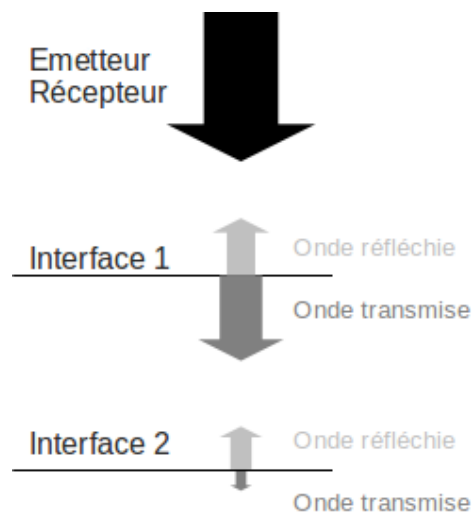 Emetteur
Récepteur
Interface 1
Onde réfléchie
Onde transmise
Interface 2
Onde réfléchie
Onde transmise